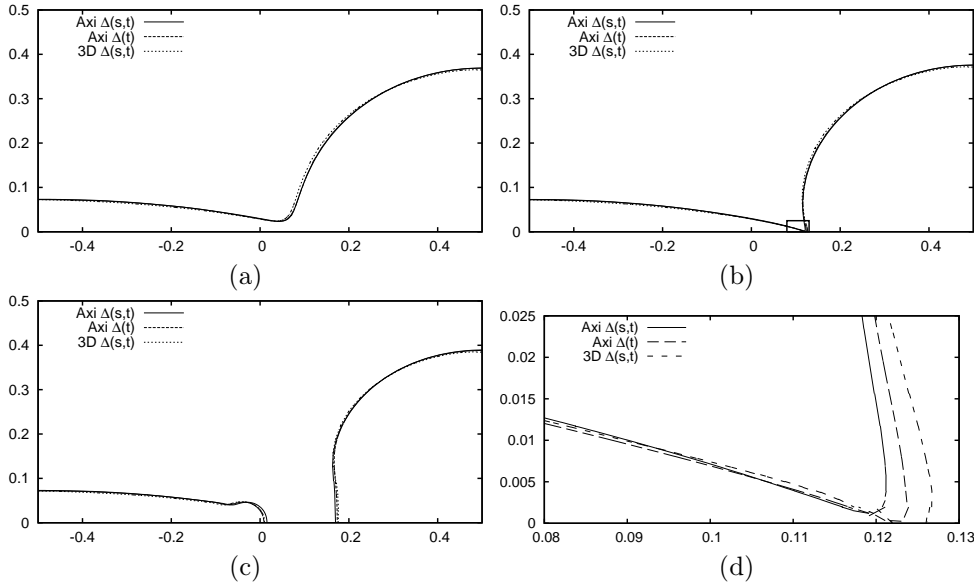 0.5
0.4
0.3
0.2
0.1
0
-0.4 -0.2 0 0.2 0.4
Axi Δ(s,t)
Axi Δ(t)
3D Δ(s,t)
(a)
0.5
0.4
0.3
0.2
0.1
0
-0.4 -0.2 0 0.2 0.4
Axi Δ(s,t)
Axi Δ(t)
3D Δ(s,t)
(b)
0.5
0.4
0.3
0.2
0.1
0
-0.4 -0.2 0 0.2 0.4
Axi Δ(s,t)
Axi Δ(t)
3D Δ(s,t)
(c)
0.025
0.02
0.015
0.01
0.005
0
0.08 0.09 0.1 0.11 0.12 0.13
Axi Δ(s,t)
Axi Δ(t)
3D Δ(s,t)
(d)